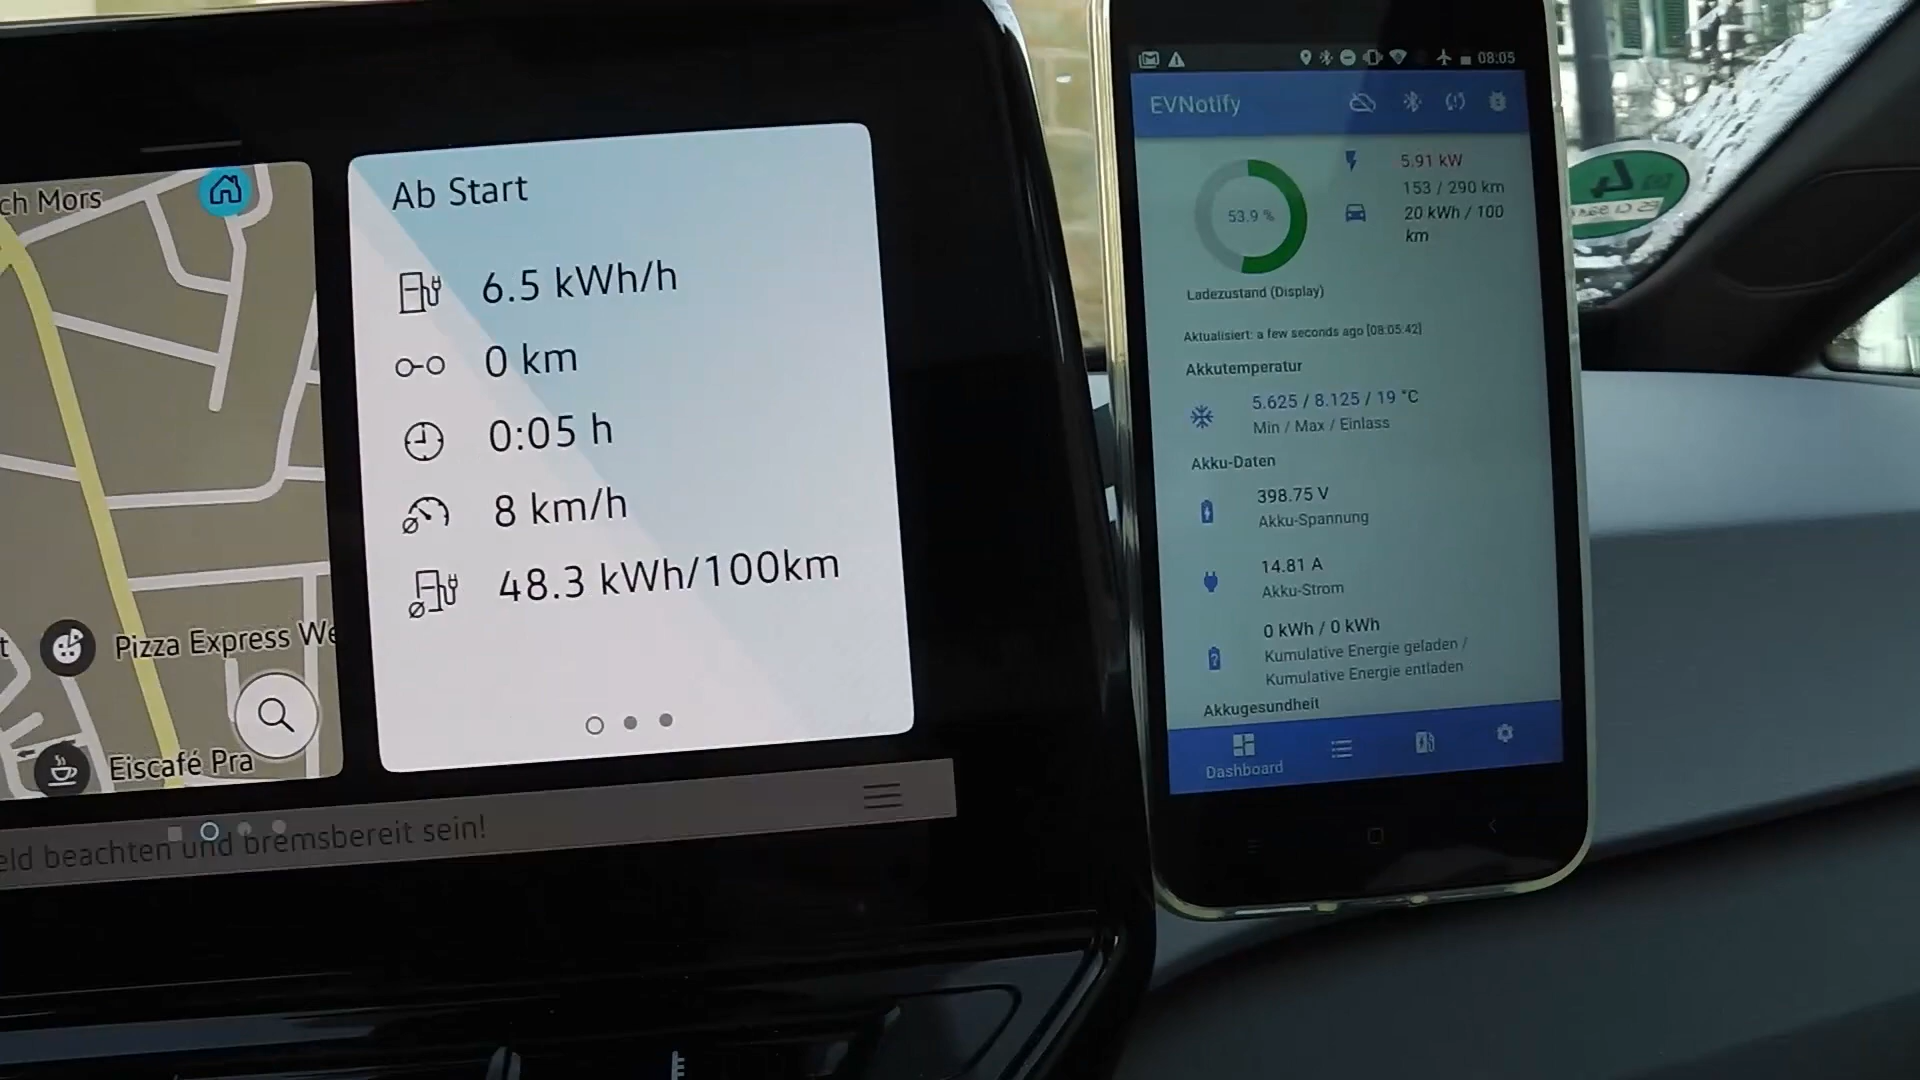 ch Mors
Pizza Express We
Eiscafé Pra
Ab Start
6.5 kWh/h
0 km
0:05 h
8 km/h
48.3 kWh/100km
eld beachten und bremsbereit sein!
08:05
EVNotify
53.9 %
5.91 kW
153 / 290 km
20 kWh / 100
km
Ladezustand (Display)
Aktualisiert: a few seconds ago [08:05:42]
Akkutemperatur
5.625 / 8.125 / 19 °C
Min / Max / Einlass
Akku-Daten
398.75 V
Akku-Spannung
14.81 A
Akku-Strom
0 kWh / 0 kWh
Kumulative Energie geladen /
Kumulative Energie entladen
Akkugesundheit
Dashboard